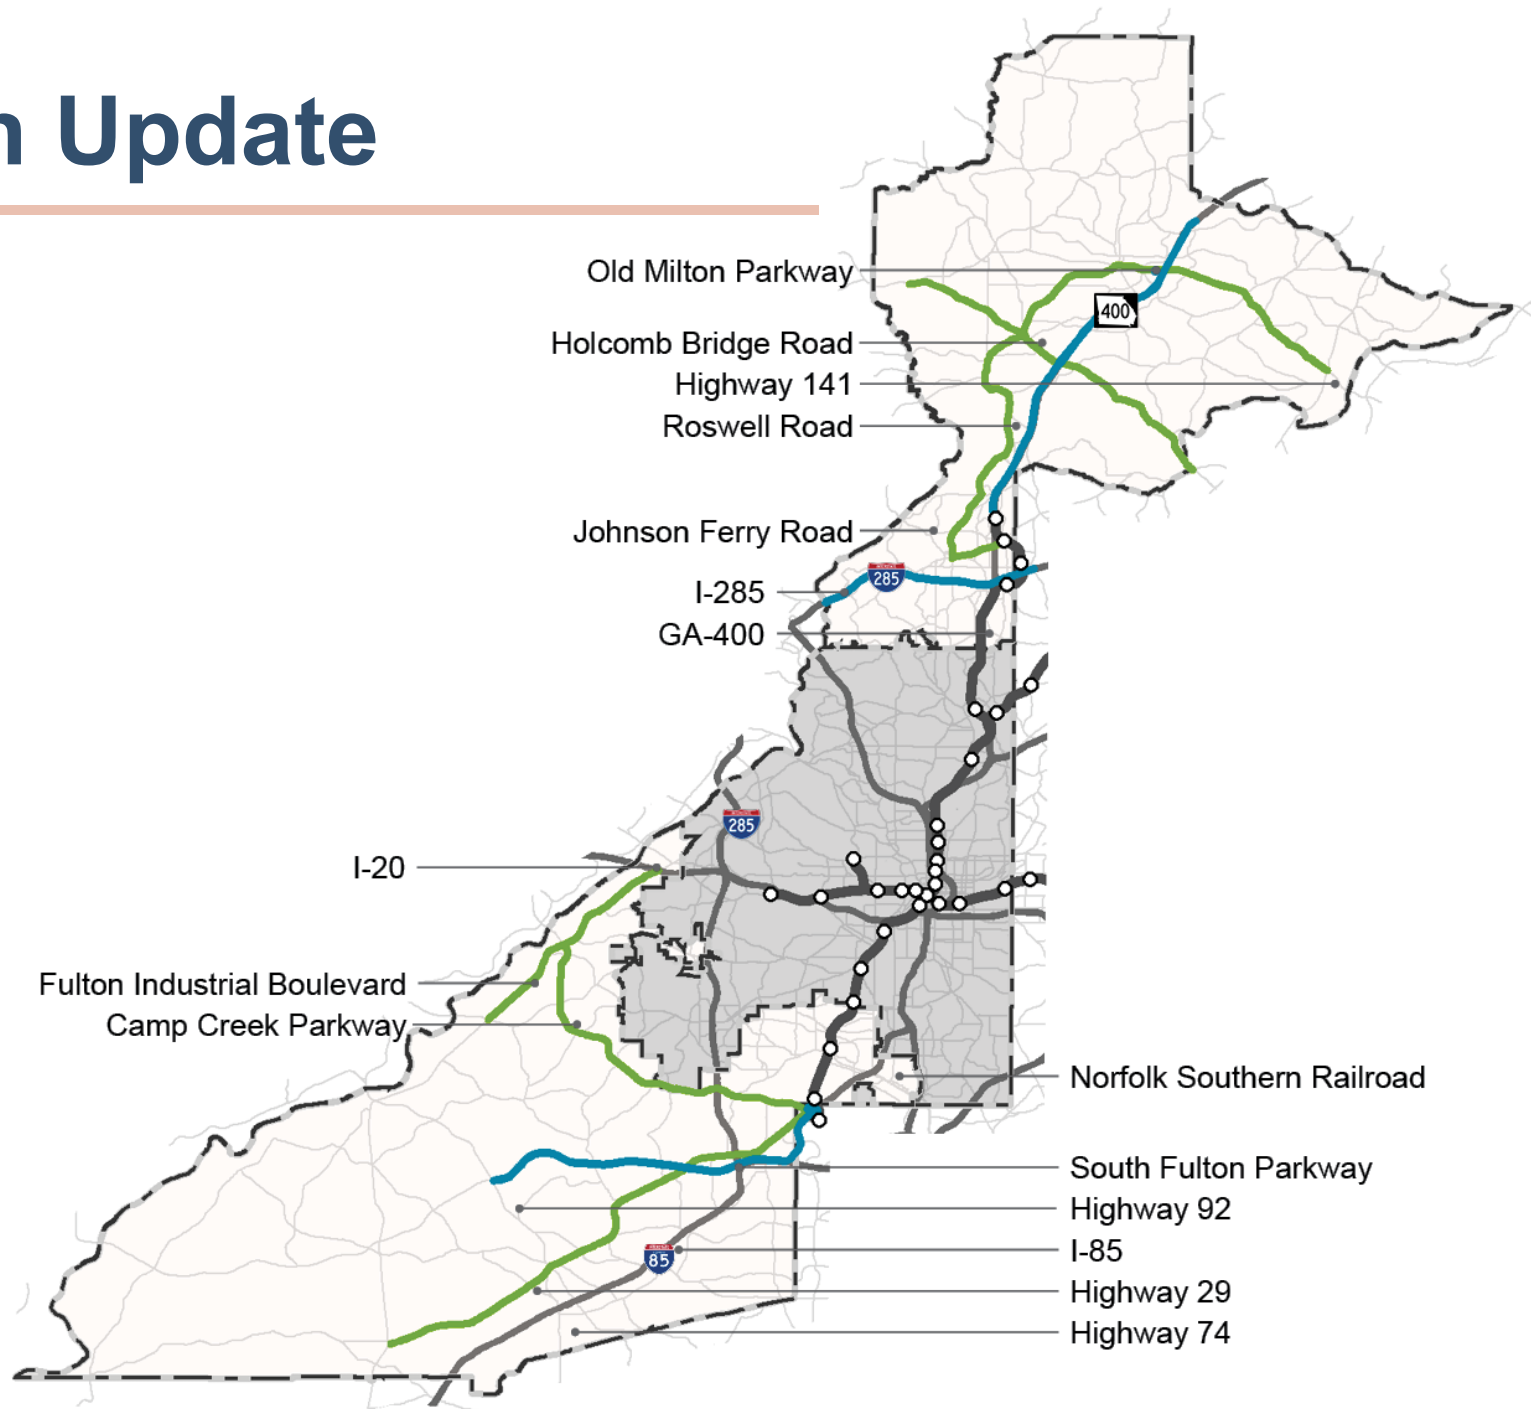 n Update
Old Milton Parkway
400
Holcomb Bridge Road
Highway 141
Roswell Road
Johnson Ferry Road
285
I-285
GA-400
285
I-20
Fulton Industrial Boulevard
Camp Creek Parkway
Norfolk Southern Railroad
South Fulton Parkway
Highway 92
I-85
85
Highway 29
Highway 74